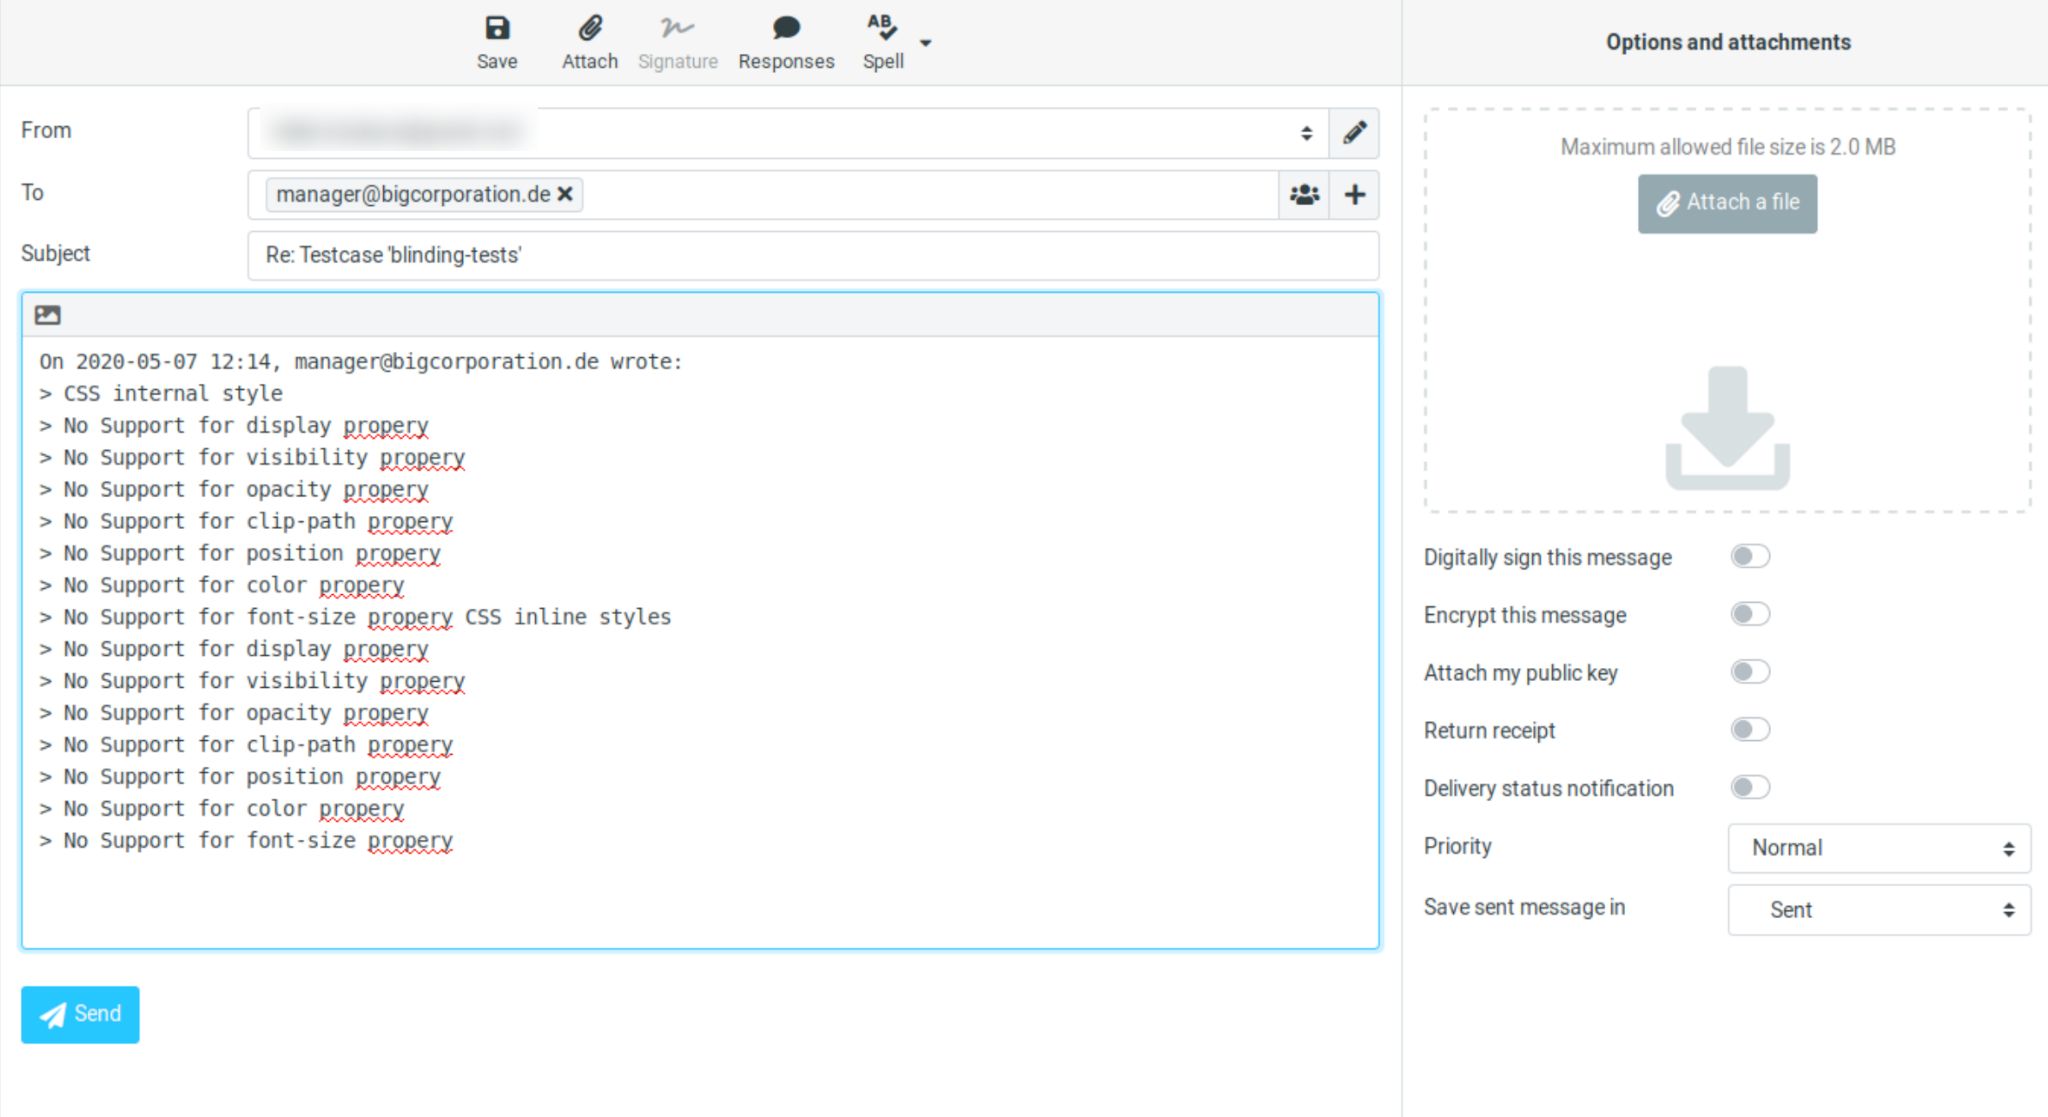 Save
Attach
Signature
Responses
AB
Spell
Options and attachments
From
To
manager@bigcorporation.de
Subject
Re: Testcase 'blinding-tests'
On 2020-05-07 12:14, manager@bigcorporation.de wrote:
> CSS internal style
> No Support for display propery
> No Support for visibility propery
> No Support for opacity propery
> No Support for clip-path propery
> No Support for position propery
> No Support for color propery
> No Support for font-size propery CSS inline styles
> No Support for display propery
> No Support for visibility propery
> No Support for opacity propery
> No Support for clip-path propery
> No Support for position propery
> No Support for color propery
> No Support for font-size propery
Send
Maximum allowed file size is 2.0 MB
Attach a file
Digitally sign this message
Encrypt this message
Attach my public key
Return receipt
Delivery status notification
Priority
Normal
Save sent message in
Sent